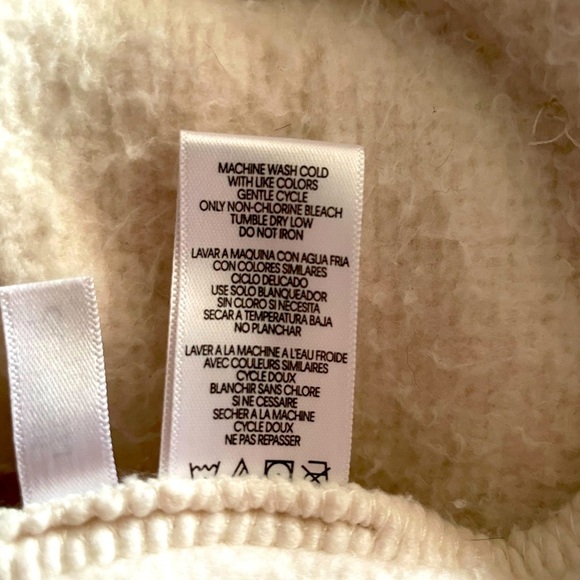 MACHINE WASH COLD
WITH LIKE COLORS
GENTLE CYCLE
ONLY NON-CHLORINE BLEACH
TUMBLE DRY LOW
DO NOT IRON
LAVAR A MAQUINA CON AGUA FRIA
CON COLORES SIMILARES
CICLO DELICADO
USE SOLO BLANQUEADOR
SIN CLORO SI NECESITA
SECAR A TEMPERATURA BAJA
NO PLANCHAR
LAVER A LA MACHINE A L'EAU FROIDE
AVEC COULEURS SIMILAIRES
CYCLE DOUX
BLANCHIR SANS CHLORE
SI NE CESSAIRE
SECHER A LA MACHINE
CYCLE DOUX
NE PAS REPASSER